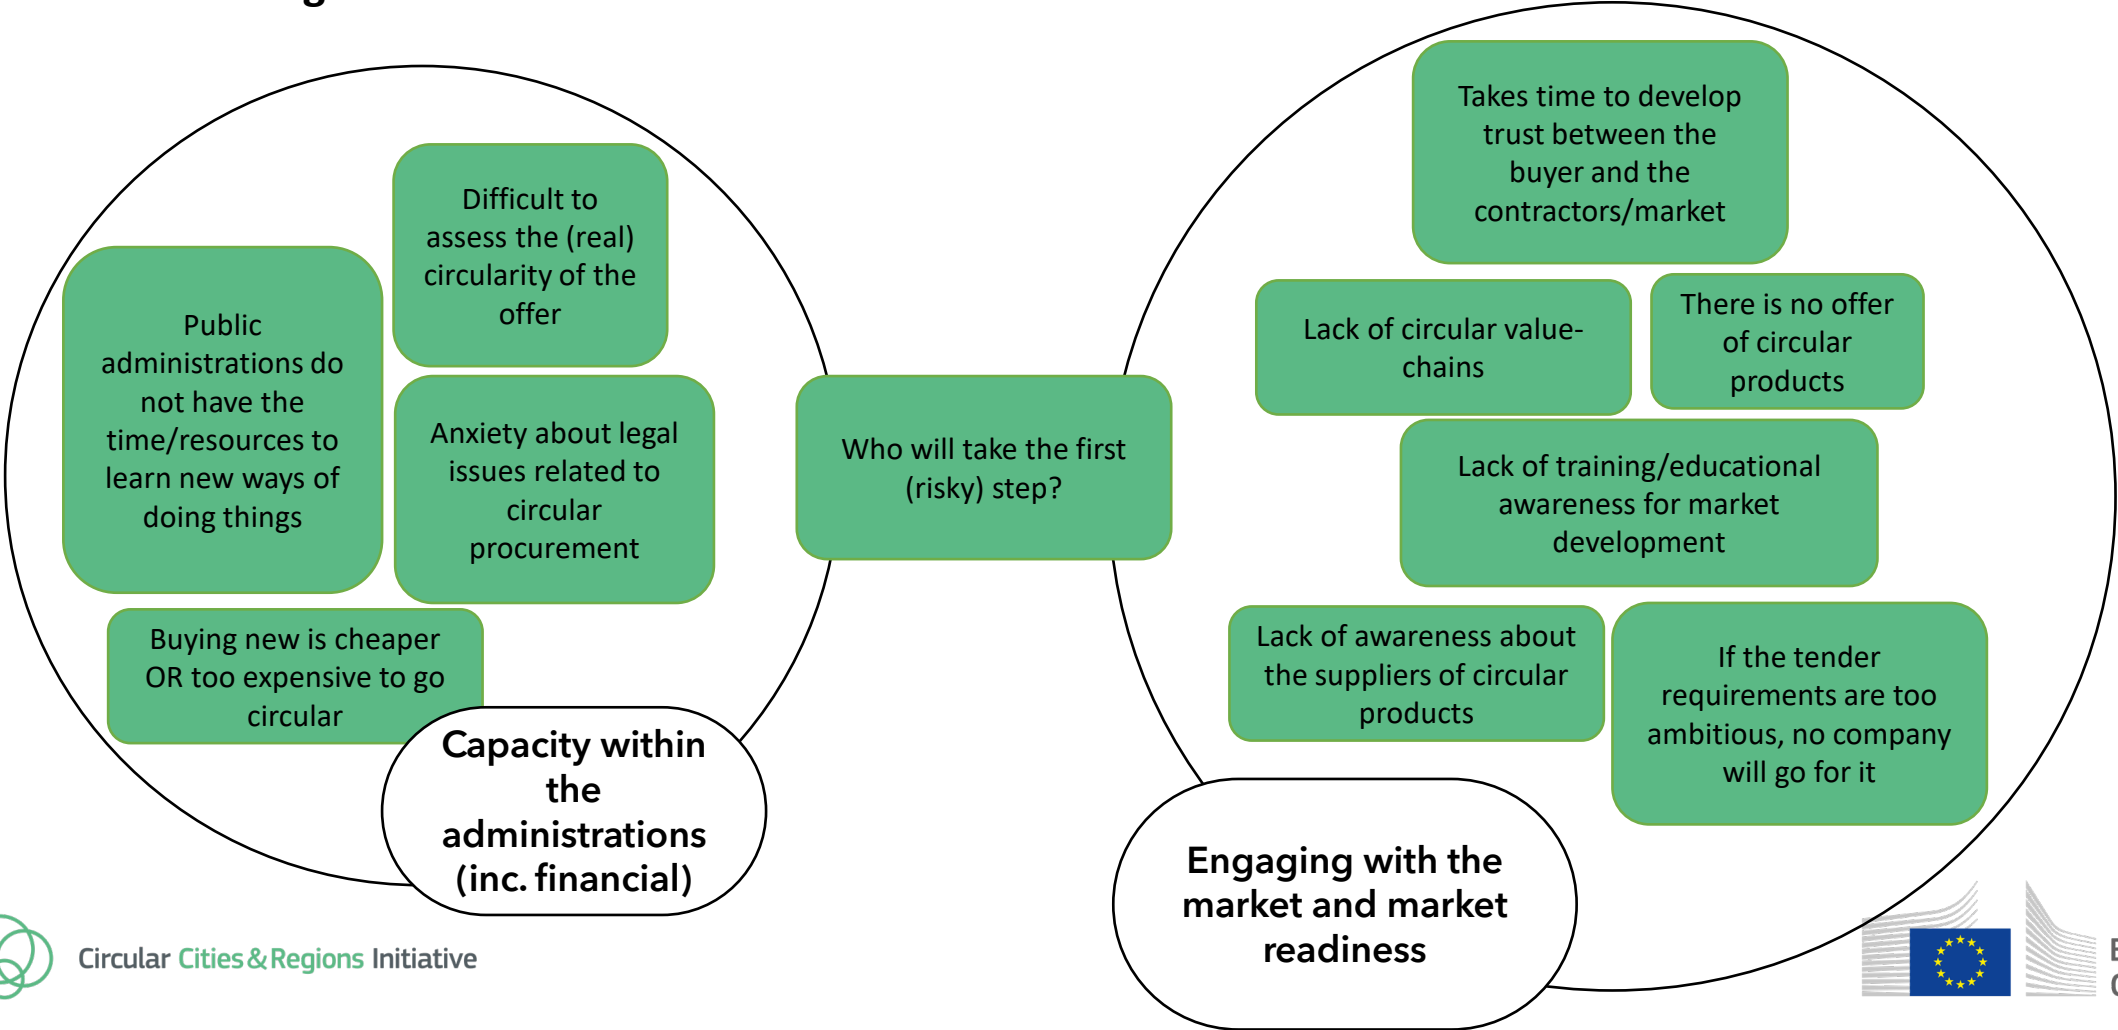 Difficult to
assess the (real)
circularity of the
offer
Public
administrations do
not have the
time/resources to
learn new ways of
doing things
Anxiety about legal
issues related to
circular
procurement
Buying new is cheaper
OR too expensive to go
circular
Capacity within
the
administrations
(inc. financial)
Who will take the first
(risky) step?
Takes time to develop
trust between the
buyer and the
contractors/market
Lack of circular value-
chains
There is no offer
of circular
products
Lack of training/educational
awareness for market
development
Lack of awareness about
the suppliers of circular
products
If the tender
requirements are too
ambitious, no company
will go for it
Engaging with the
market and market
readiness
Circular Cities & Regions Initiative